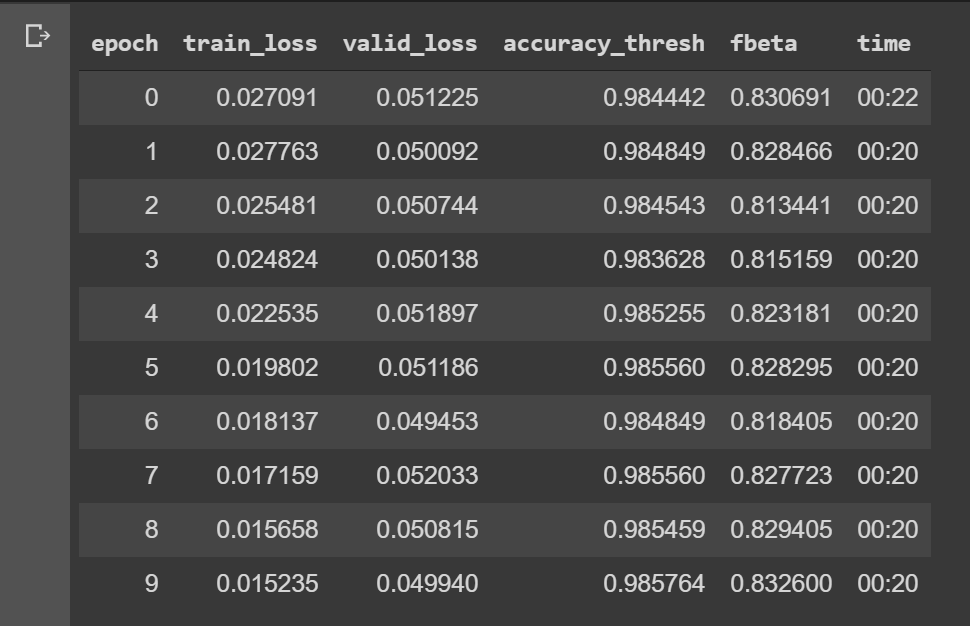 epoch train_loss valid_loss accuracy_thresh fbeta time
0 0.027091 0.051225 0.984442 0.830691 00:22
1 0.027763 0.050092 0.984849 0.828466 00:20
2 0.025481 0.050744 0.984543 0.813441 00:20
3 0.024824 0.050138 0.983628 0.815159 00:20
4 0.022535 0.051897 0.985255 0.823181 00:20
5 0.019802 0.051186 0.985560 0.828295 00:20
6 0.018137 0.049453 0.984849 0.818405 00:20
7 0.017159 0.052033 0.985560 0.827723 00:20
8 0.015658 0.050815 0.985459 0.829405 00:20
9 0.015235 0.049940 0.985764 0.832600 00:20